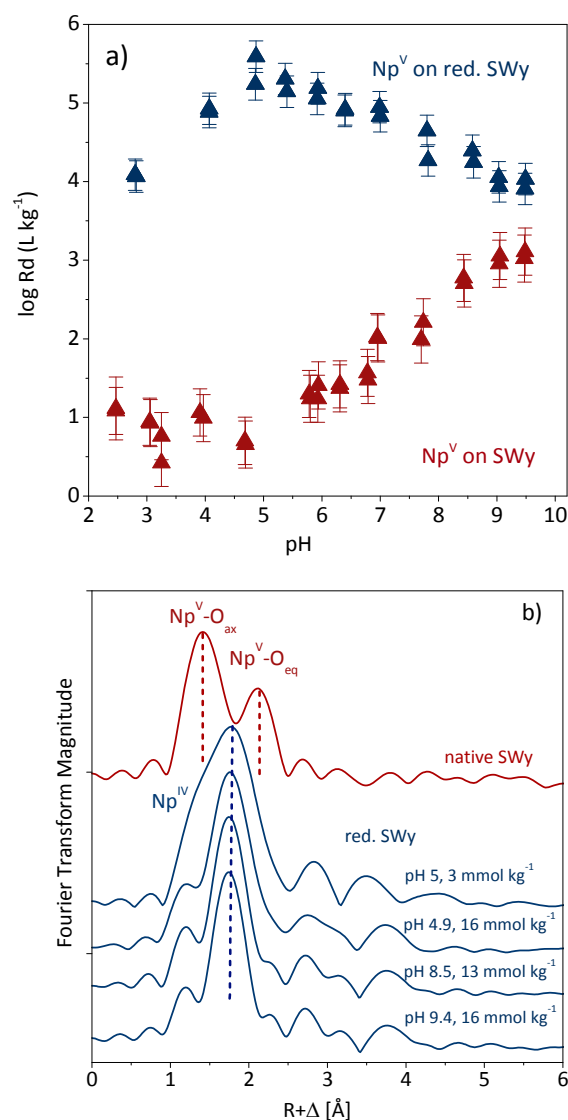 6
a)
Np^V on red. SWy
5
4
log Rd (L kg⁻¹)
3
2
1
Np^V on SWy
0
2 3 4 5 6 7 8 9 10
pH
b)
Np^V-O_ax
Np^V-O_eq
native SWy
Np^IV
red. SWy
Fourier Transform Magnitude
pH 5, 3 mmol kg⁻¹
pH 4.9, 16 mmol kg⁻¹
pH 8.5, 13 mmol kg⁻¹
pH 9.4, 16 mmol kg⁻¹
0 1 2 3 4 5 6
R+Δ [Å]